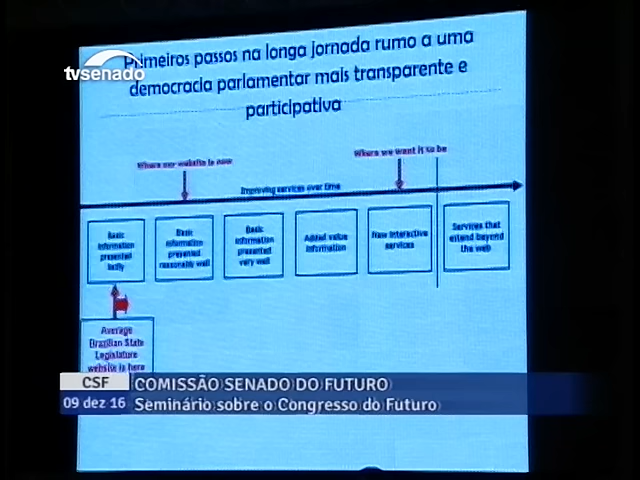 Primeiros passos na longa jornada rumo a uma
democracia parlamentar mais transparente e
participativa
tvsenado
Where our website is now
Where we want it to be
Improving services over time
Basic
information
presented
badly
Basic
information
presented
reasonably well
Basic
information
presented
very well
Added value
information
New interactive
services
Services that
extend beyond
the web
Average
Brazilian State
Legislature
website is here
CSF
COMISSÃO SENADO DO FUTURO
09 dez 16
Seminário sobre o Congresso do Futuro